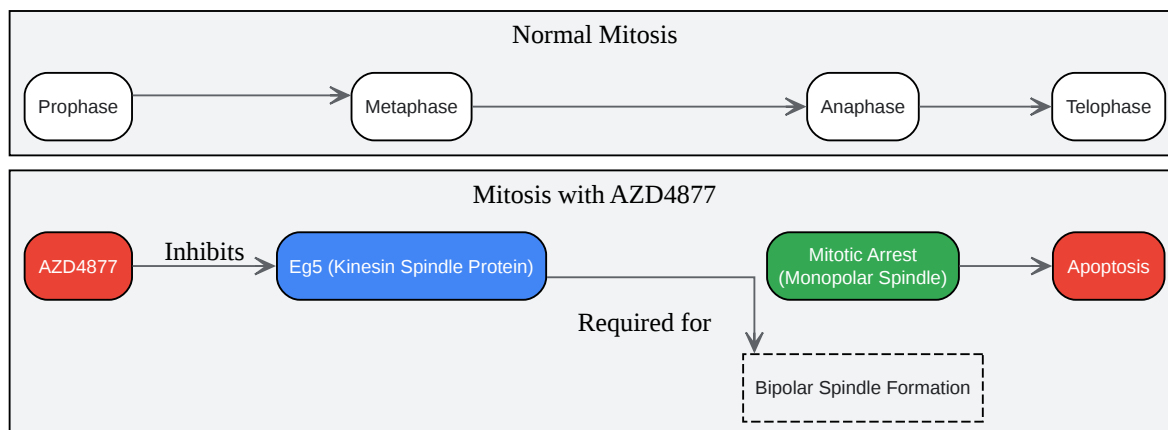 Normal Mitosis
Prophase
Metaphase
Anaphase
Telophase
Mitosis with AZD4877
AZD4877
Inhibits
Eg5 (Kinesin Spindle Protein)
Mitotic Arrest
(Monopolar Spindle)
Apoptosis
Required for
Bipolar Spindle Formation